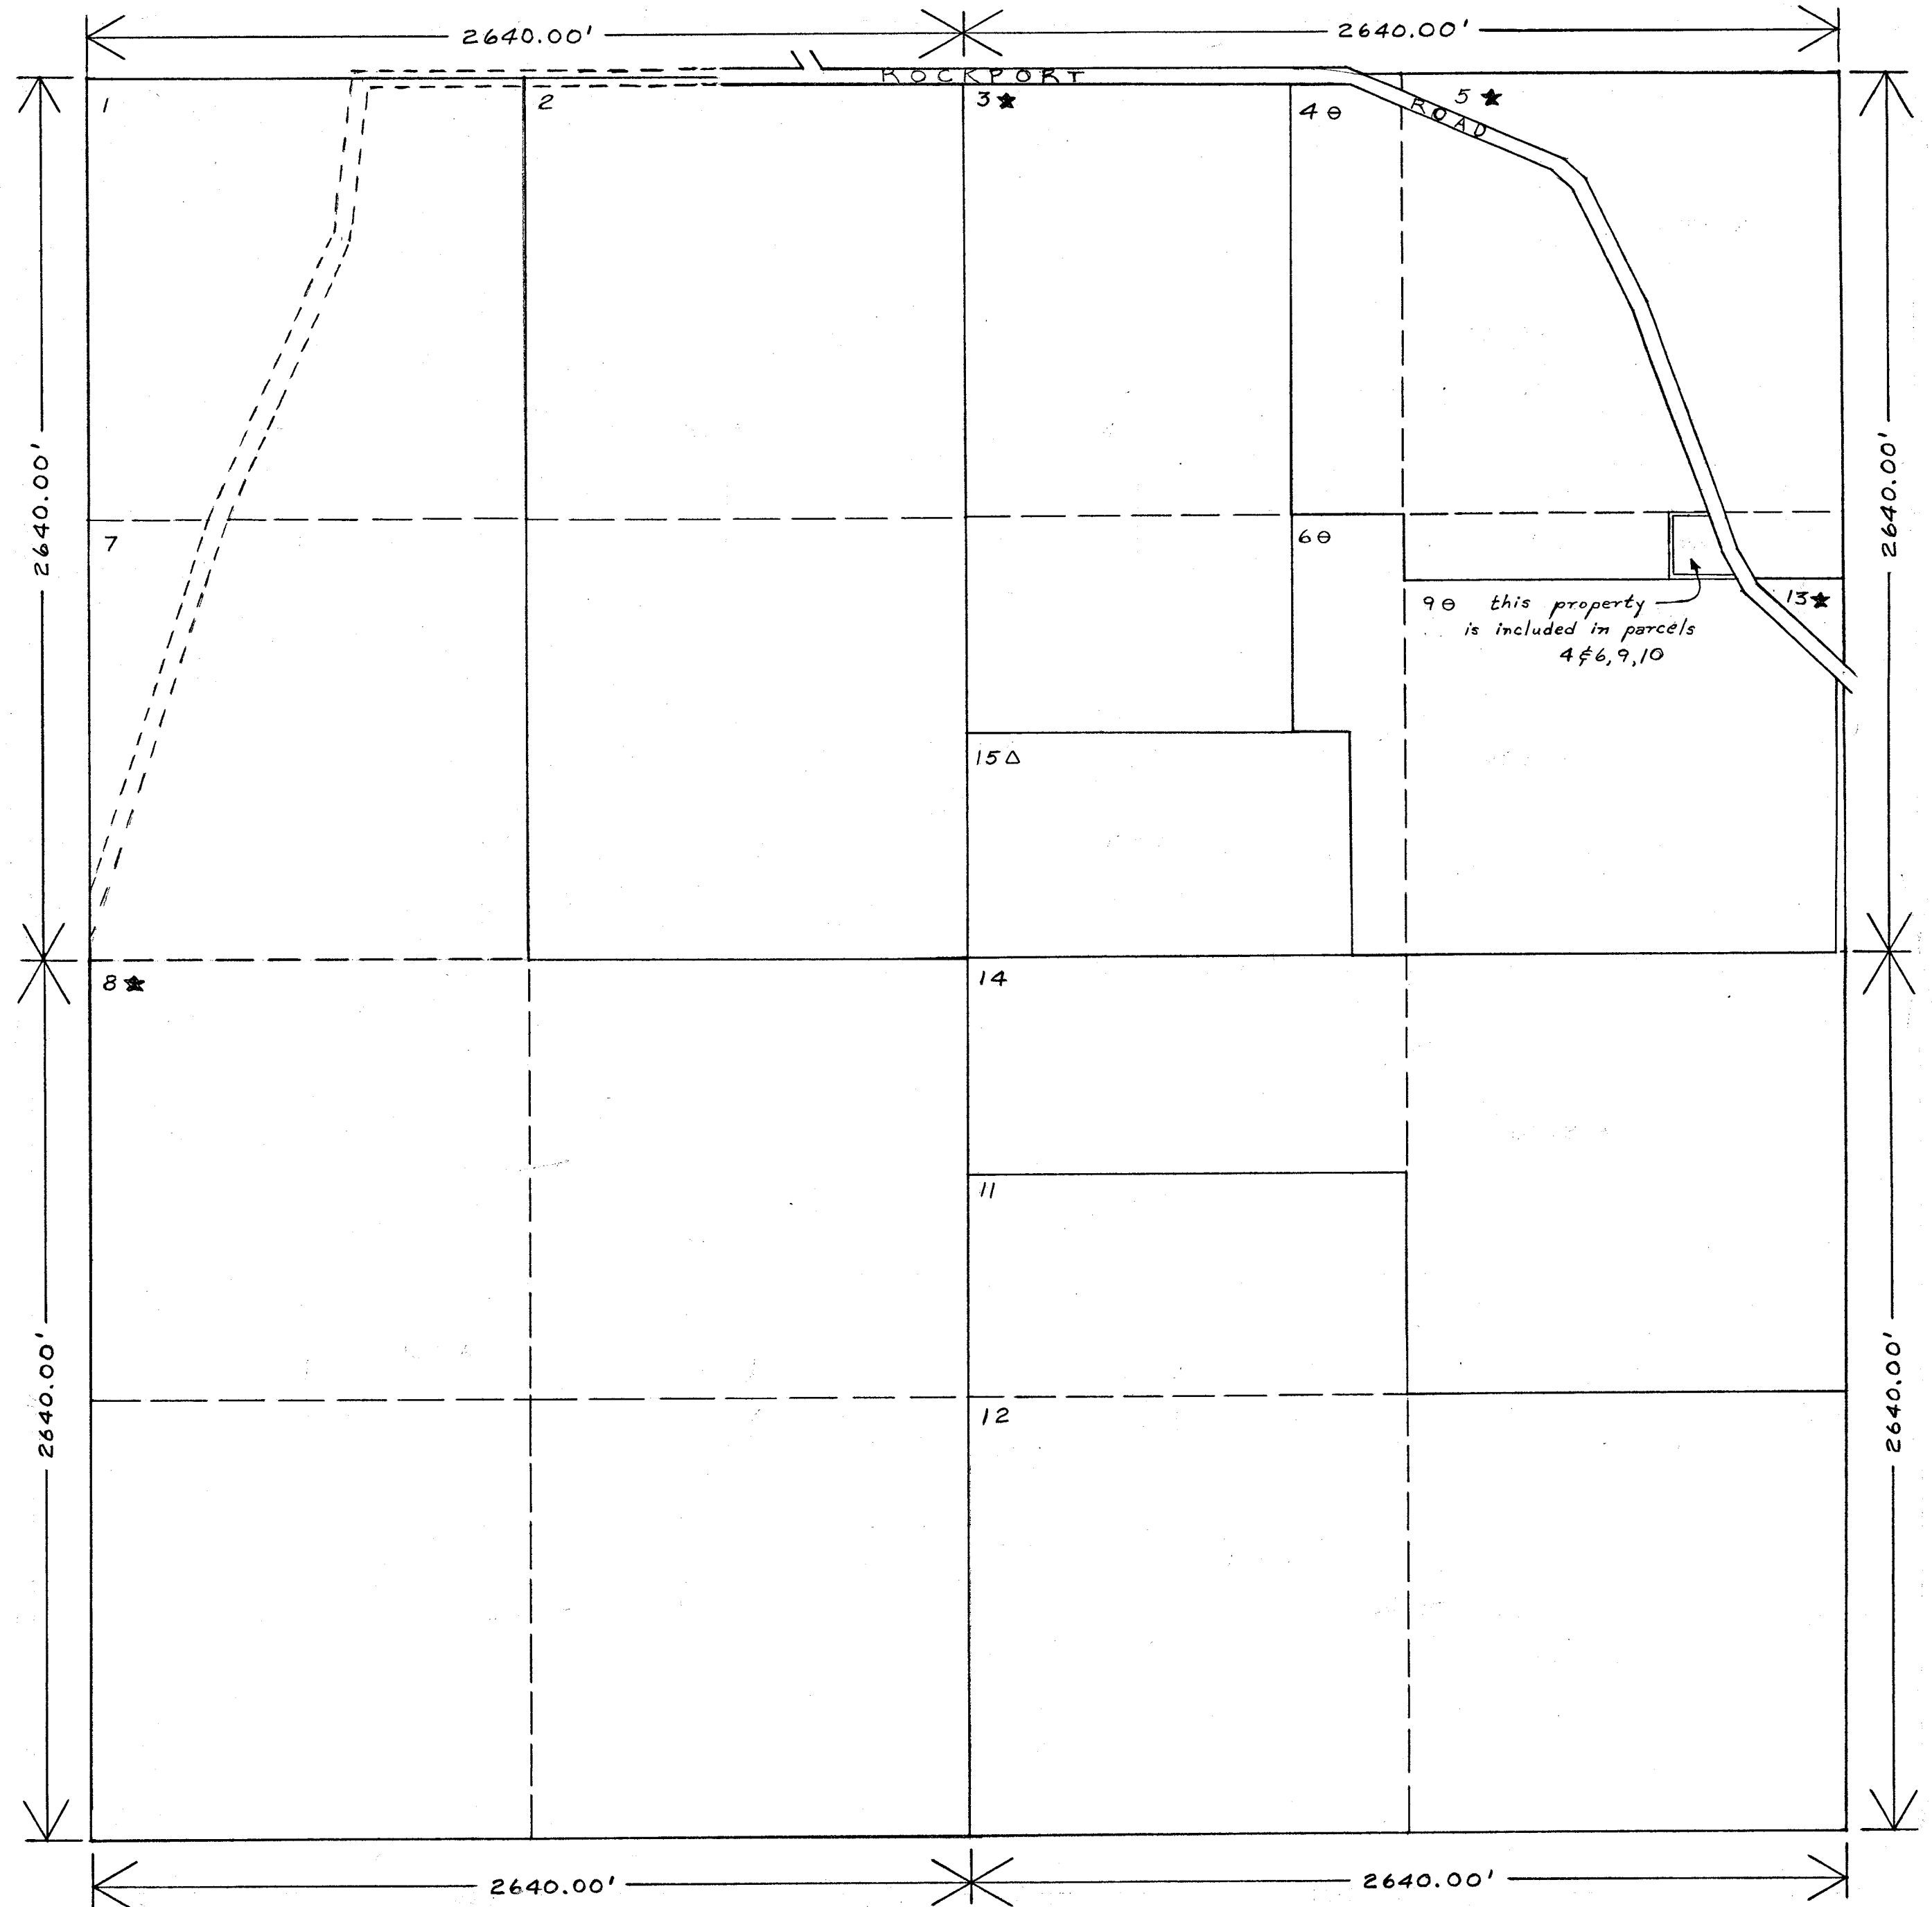 2640.00' 2640.00'
ROCKPORT ROAD
1 2 3★ 4⊖ 5★
2640.00' 2640.00'
7 6⊖
13★
9⊖ this property
is included in parcels
4&6,9,10
15△
8★ 14
11
2640.00' 2640.00'
12
2640.00' 2640.00'